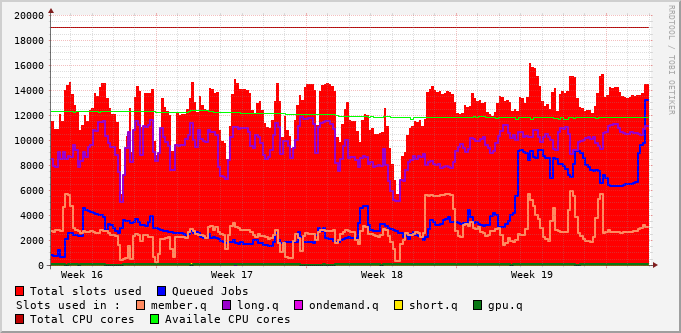 20000
18000
16000
14000
12000
10000
8000
6000
4000
2000
0
Week 16 Week 17 Week 18 Week 19
RRDTOOL / TOBI OETIKER
Total slots used Queued Jobs
Slots used in : member.q long.q ondemand.q short.q gpu.q
Total CPU cores Availale CPU cores